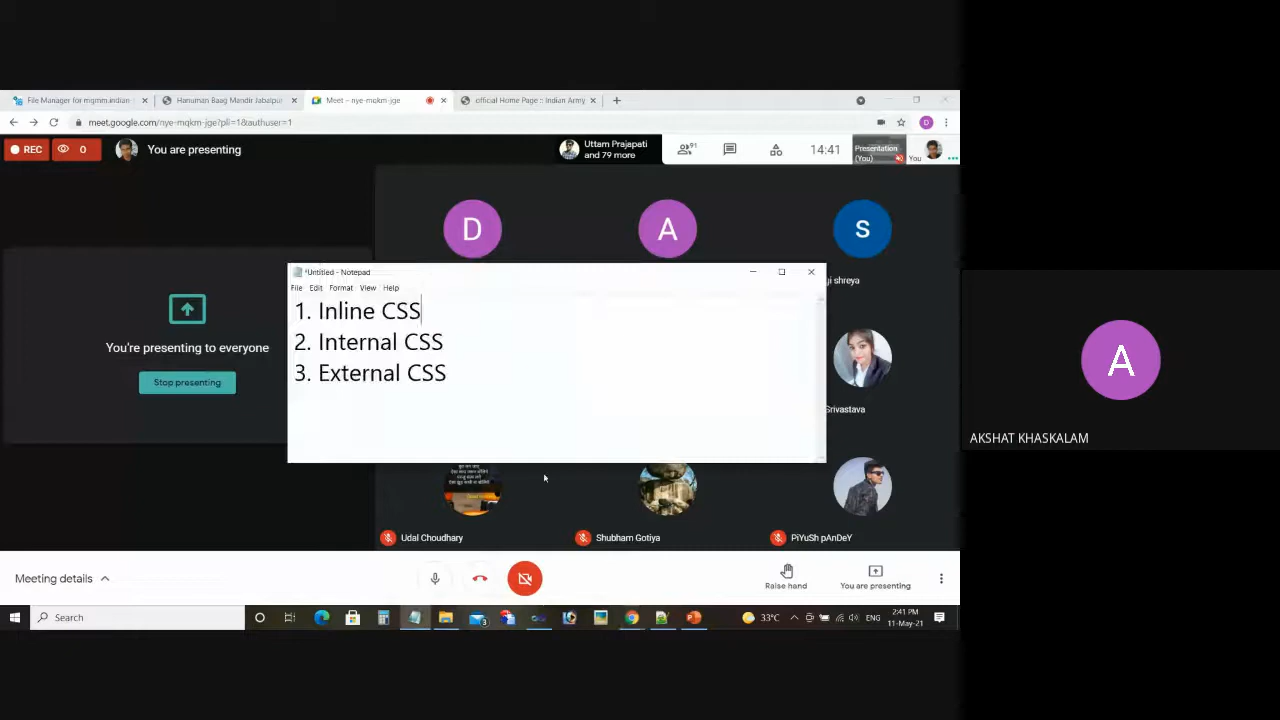 File Manager for mgmm.indian
Hanuman Baag Mandir Jabalpur
Meet – nye-mqkm-jge
official Home Page :: Indian Army
meet.google.com/nye-mqkm-jge?pli=1&authuser=1
D
REC
0
You are presenting
Uttam Prajapati
and 79 more
91
14:41
Presentation
(You)
You
D
A
S
gi shreya
*Untitled - Notepad
File Edit Format View Help
1. Inline CSS
2. Internal CSS
3. External CSS
You're presenting to everyone
Stop presenting
Srivastava
A
AKSHAT KHASKALAM
Udal Choudhary
Shubham Gotiya
PiYuSh pAnDeY
Meeting details
Raise hand
You are presenting
Search
3
33°C
ENG
2:41 PM
11-May-21